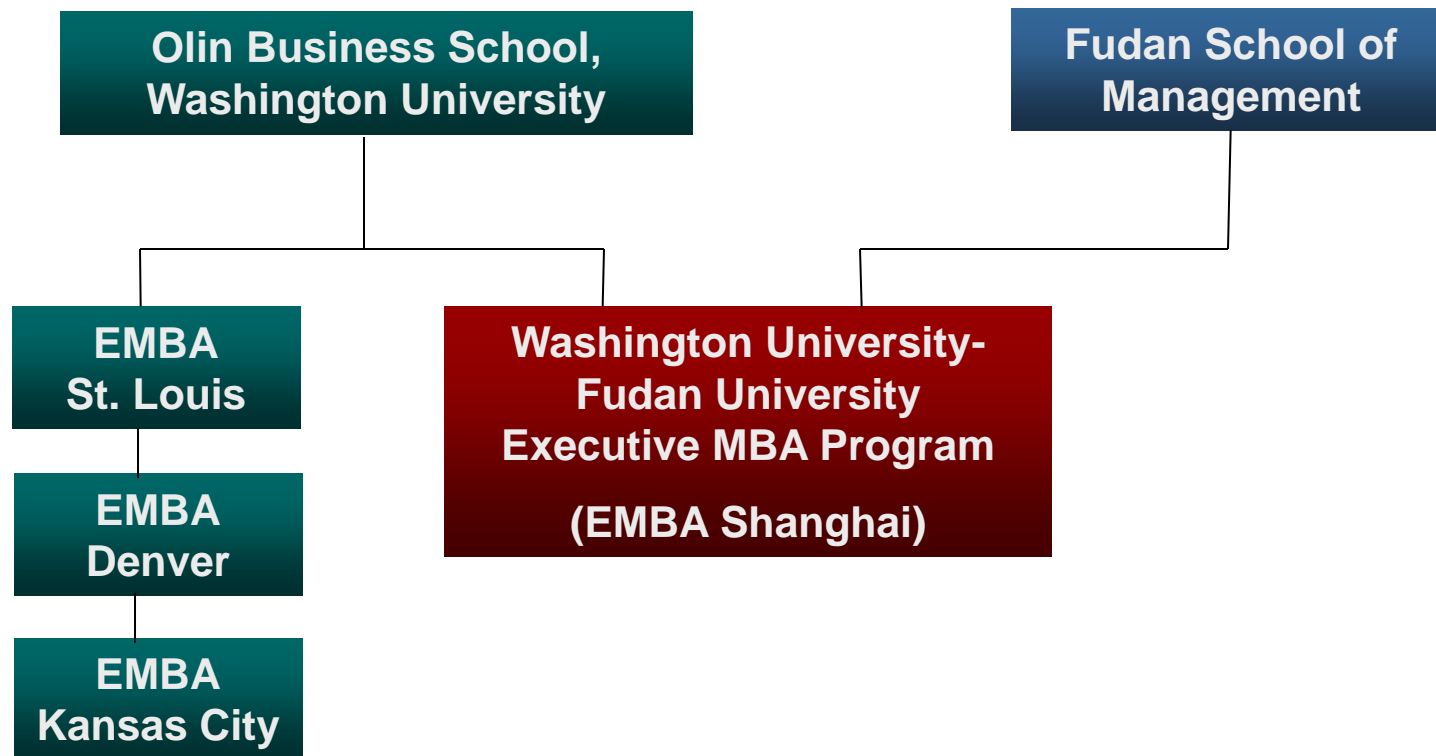 Olin Business School,
Washington University
Fudan School of
Management
EMBA
St. Louis
Washington University-
Fudan University
Executive MBA Program
(EMBA Shanghai)
EMBA
Denver
EMBA
Kansas City